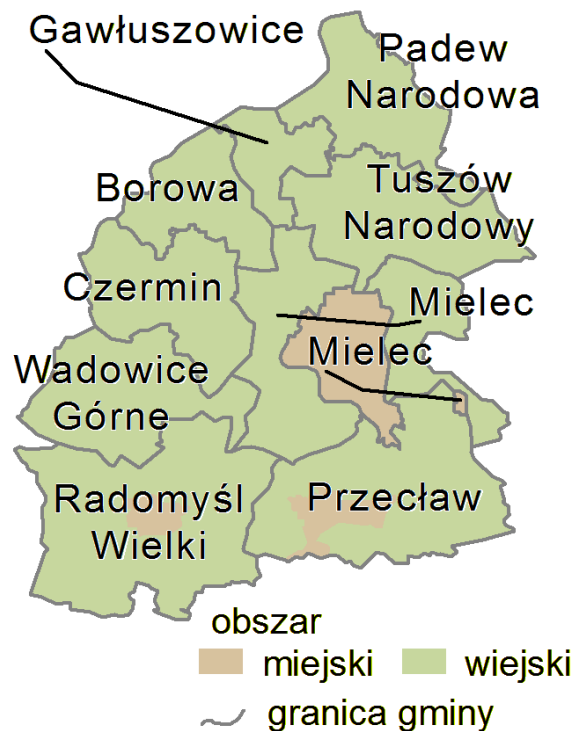 Gawłuszowice
Padew
Narodowa
Borowa
Tuszów
Narodowy
Czermin
Mielec
Mielec
Wadowice
Górne
Radomyśl
Wielki
Przecław
obszar
miejski
wiejski
granica gminy